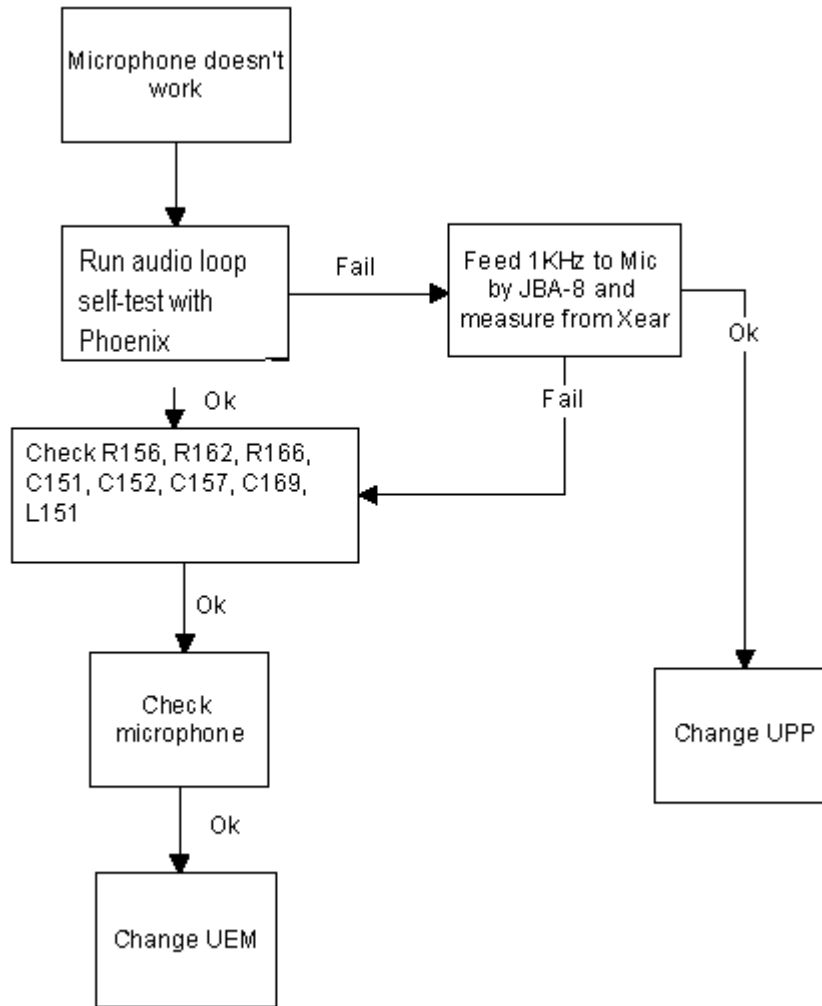 Microphone doesn't
work
Run audio loop
self-test with
Phoenix
Fail
Feed 1KHz to Mic
by JBA-8 and
measure from Xear
Ok
Ok
Fail
Check R156, R162, R166,
C151, C152, C157, C169,
L151
Ok
Check
microphone
Change UPP
Ok
Change UEM